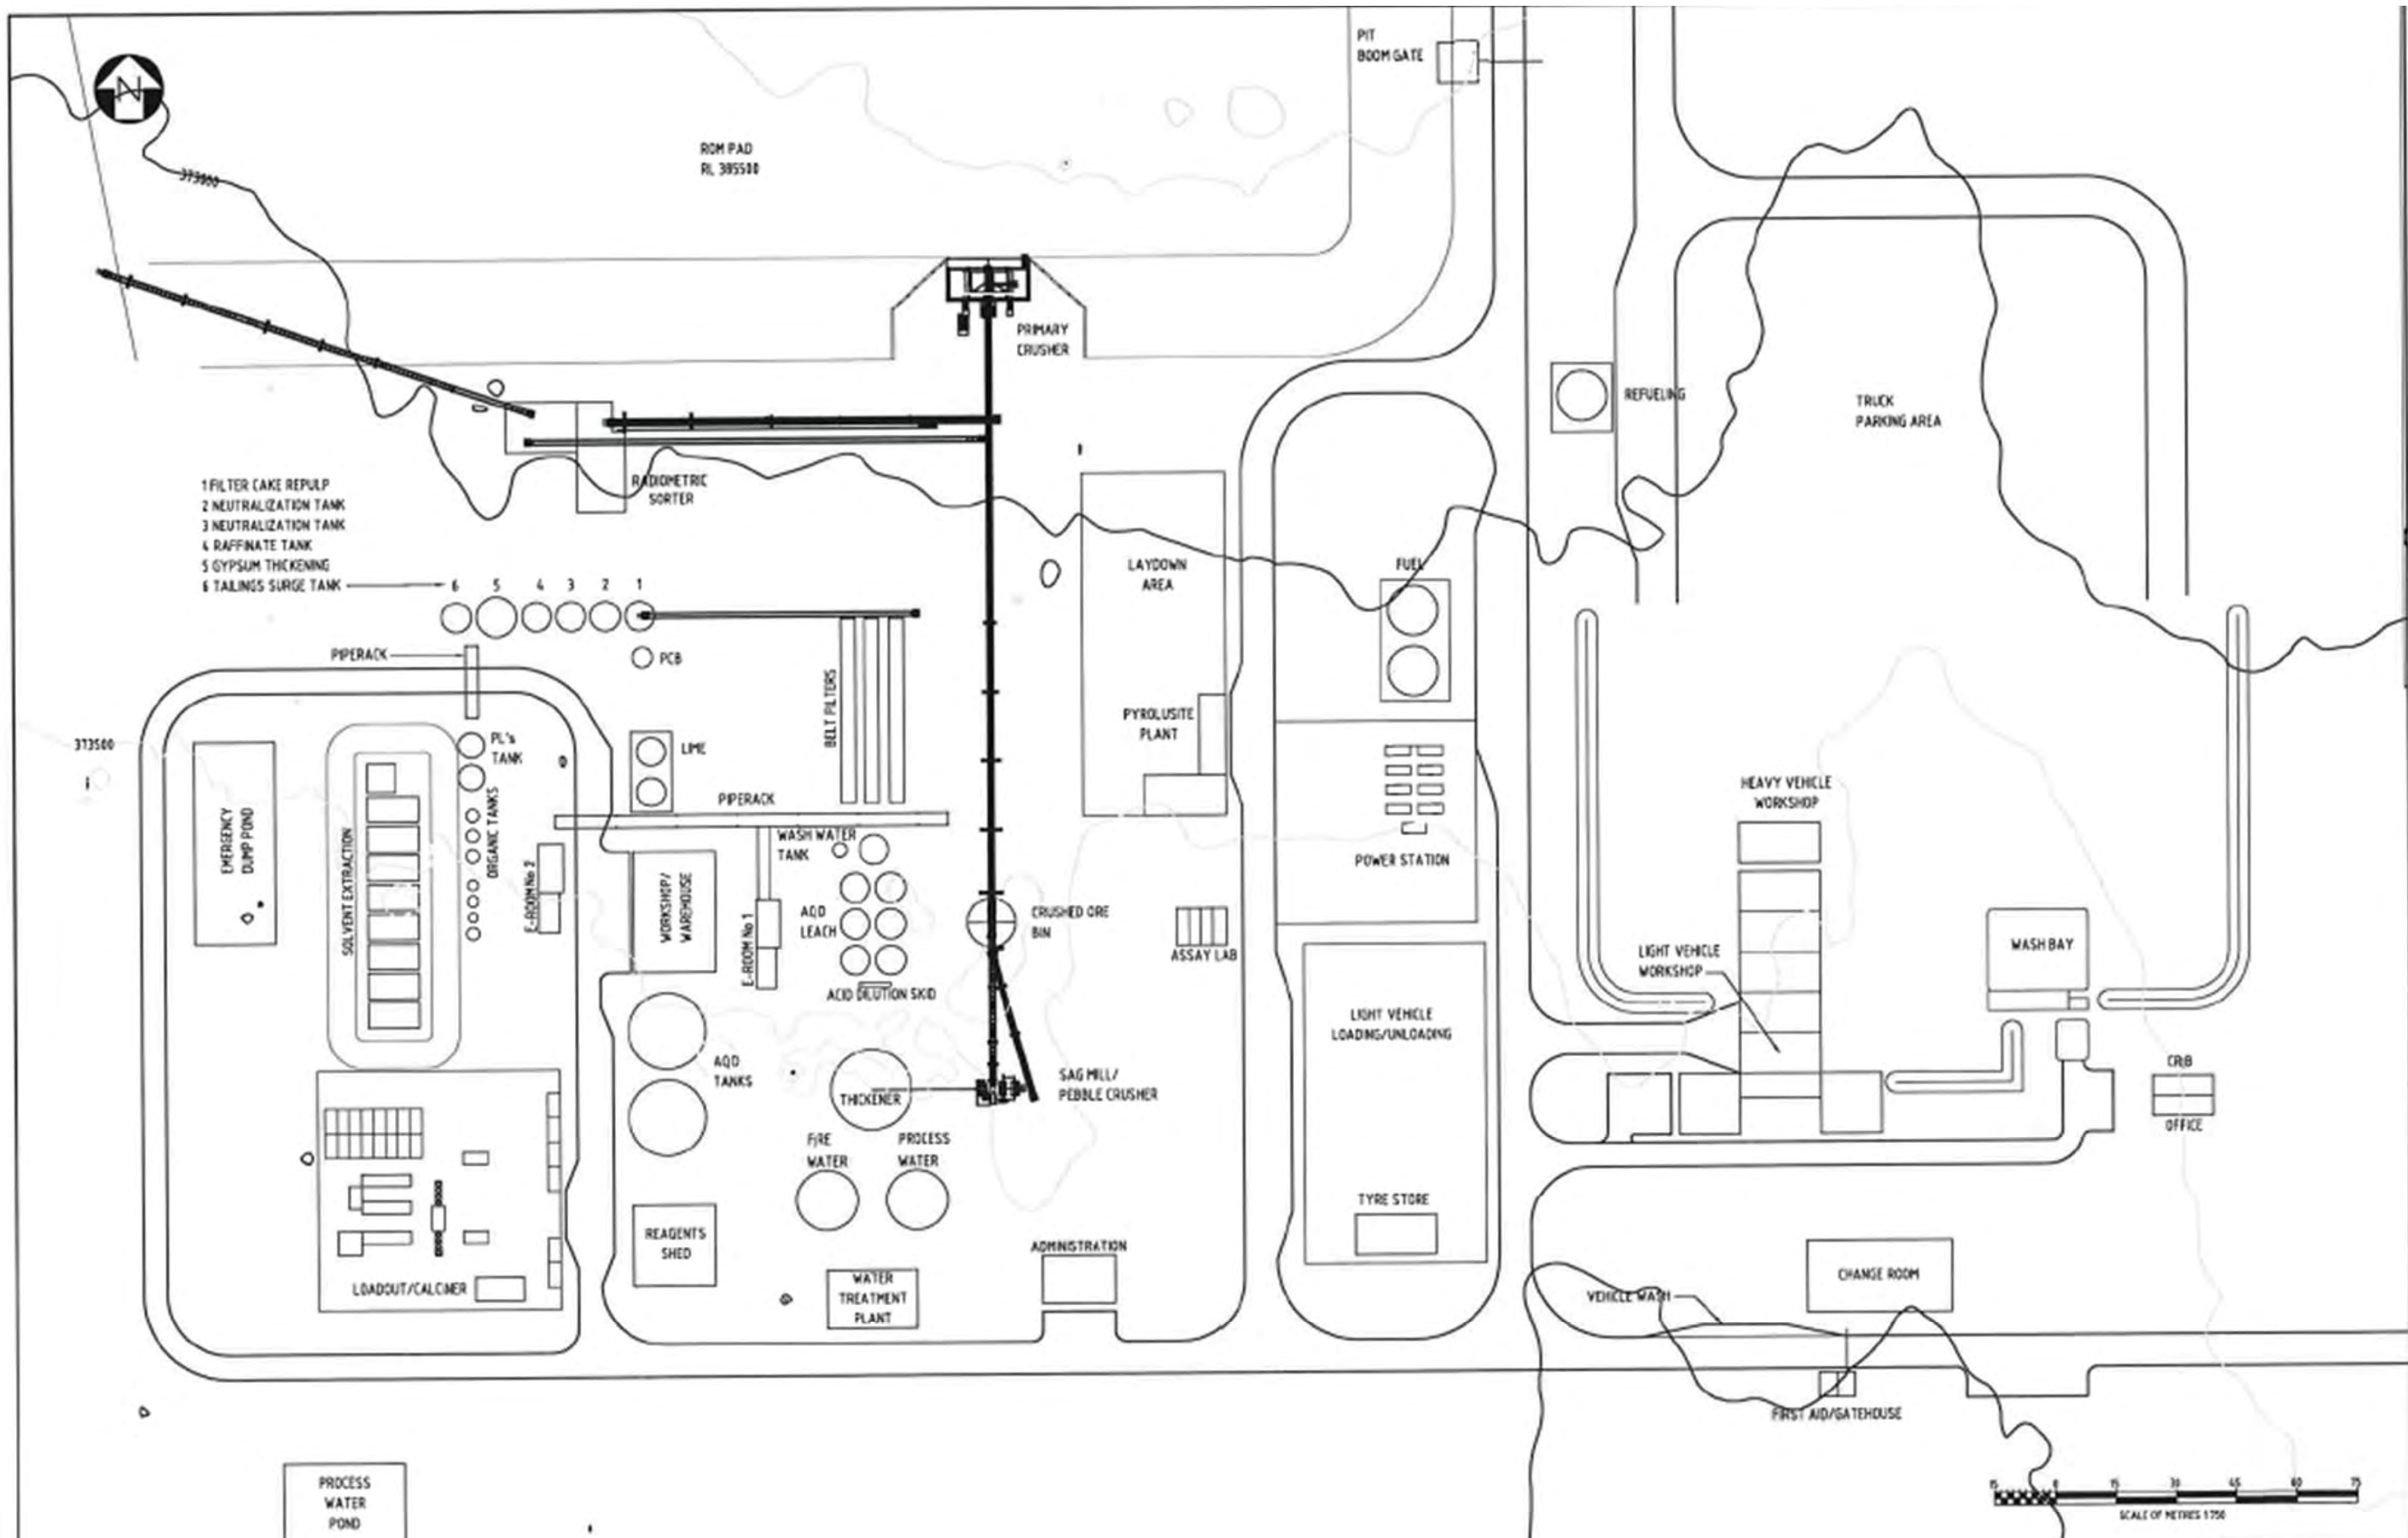 PIT
BOOM GATE
N
ROM PAD
RL 385500
373800
PRIMARY
CRUSHER
REFUELING
TRUCK
PARKING AREA
RADIOMETRIC
SORTER
1 FILTER CAKE REPULP
2 NEUTRALIZATION TANK
3 NEUTRALIZATION TANK
4 RAFFINATE TANK
5 GYPSUM THICKENING
6 TAILINGS SURGE TANK
6 5 4 3 2 1
LAYDOWN
AREA
FUEL
PIPERACK
PCB
BELT FILTERS
PYROLUSITE
PLANT
373500
PL's
TANK
LIME
PIPERACK
HEAVY VEHICLE
WORKSHOP
EMERGENCY
DUMP POND
SOLVENT EXTRACTION
ORGANIC TANKS
E-ROOM No 2
WORKSHOP/
WAREHOUSE
WASH WATER
TANK
E-ROOM No 1
AQD
LEACH
CRUSHED ORE
BIN
ASSAY LAB
POWER STATION
ACID DILUTION SKID
LIGHT VEHICLE
WORKSHOP
WASH BAY
LIGHT VEHICLE
LOADING/UNLOADING
AQD
TANKS
THICKENER
SAG MILL/
PEBBLE CRUSHER
CRIB
OFFICE
FIRE
WATER
PROCESS
WATER
TYRE STORE
REAGENTS
SHED
ADMINISTRATION
LOADOUT/CALCINER
WATER
TREATMENT
PLANT
CHANGE ROOM
VEHICLE WASH
FIRST AID/GATEHOUSE
PROCESS
WATER
POND
15 0 15 30 45 60 75
SCALE OF METRES 1:750